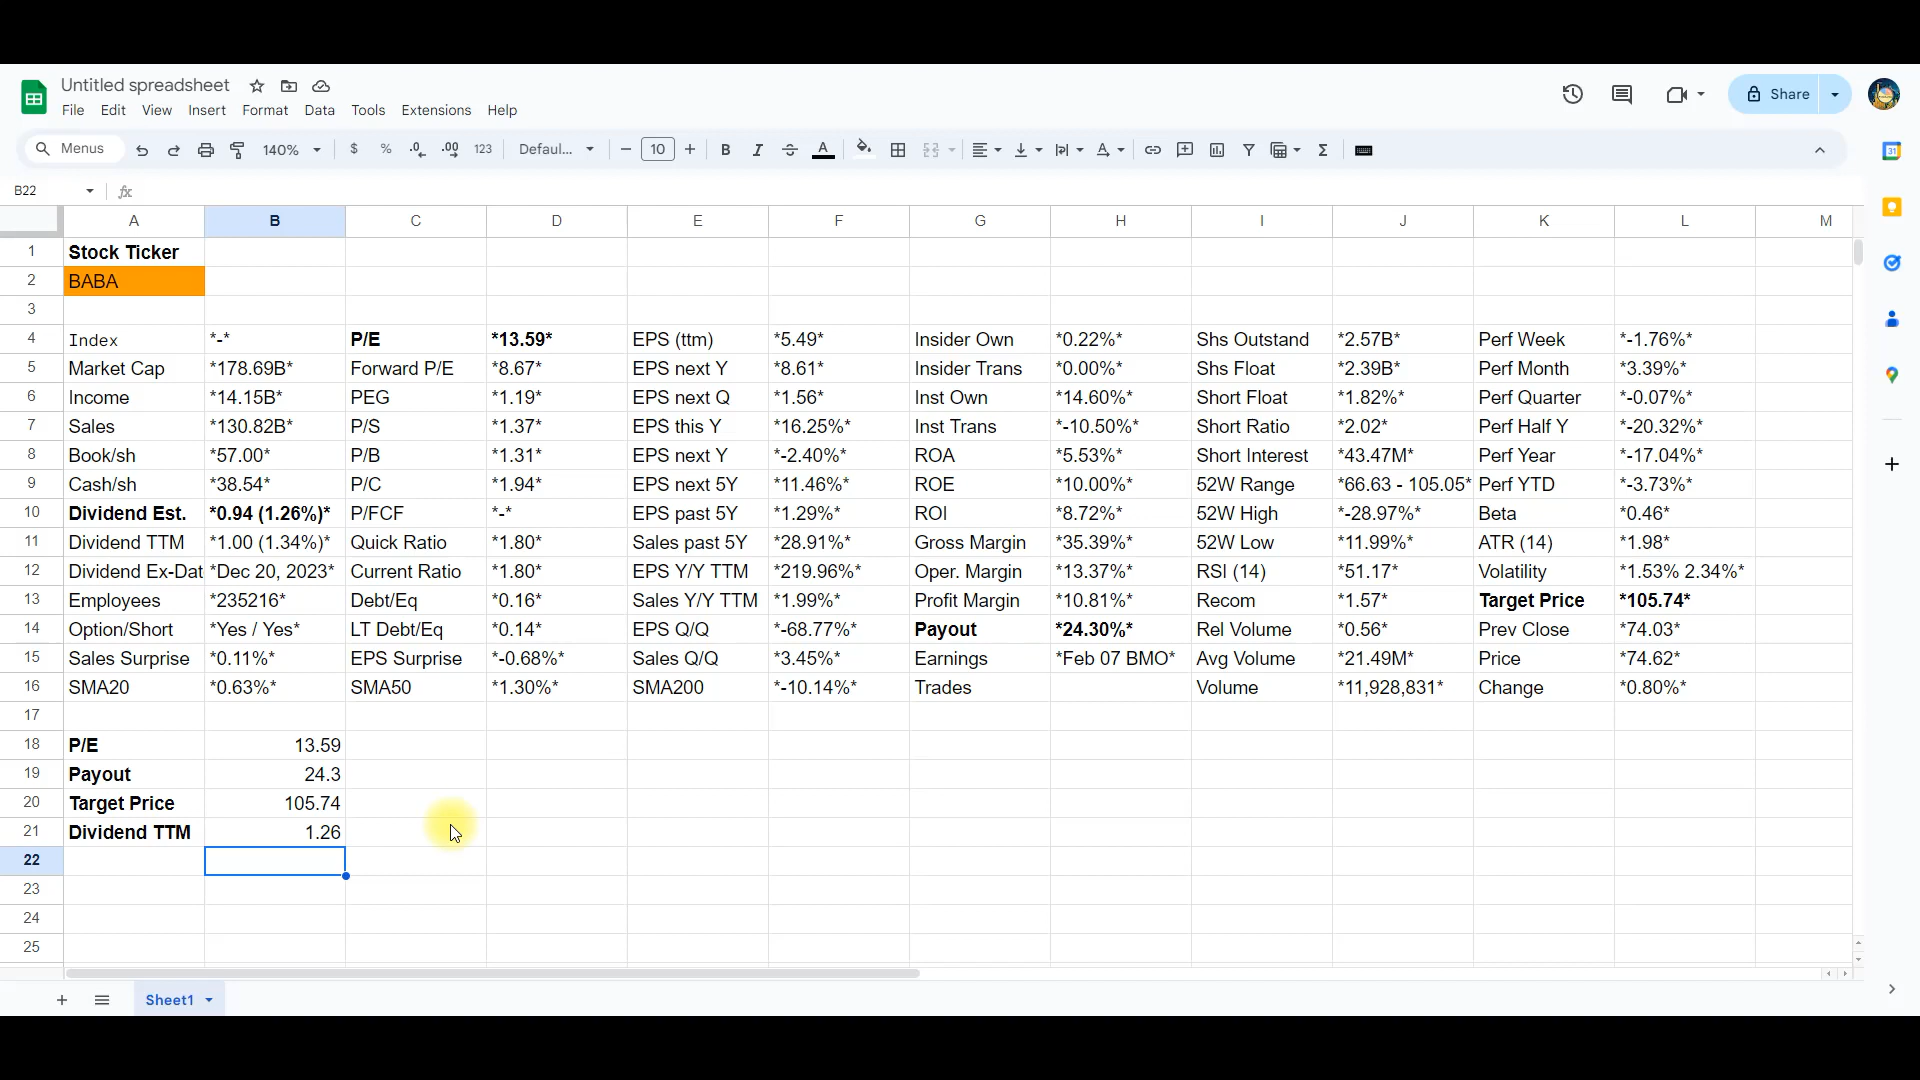 Untitled spreadsheet
File Edit View Insert Format Data Tools Extensions Help
Share
Menus 140% $ % .0 .00 123 Defaul... 10 B I A
B22 fx
A B C D E F G H I J K L M
1 Stock Ticker
2 BABA
3
4 Index *-* P/E *13.59* EPS (ttm) *5.49* Insider Own *0.22%* Shs Outstand *2.57B* Perf Week *-1.76%*
5 Market Cap *178.69B* Forward P/E *8.67* EPS next Y *8.61* Insider Trans *0.00%* Shs Float *2.39B* Perf Month *3.39%*
6 Income *14.15B* PEG *1.19* EPS next Q *1.56* Inst Own *14.60%* Short Float *1.82%* Perf Quarter *-0.07%*
7 Sales *130.82B* P/S *1.37* EPS this Y *16.25%* Inst Trans *-10.50%* Short Ratio *2.02* Perf Half Y *-20.32%*
8 Book/sh *57.00* P/B *1.31* EPS next Y *-2.40%* ROA *5.53%* Short Interest *43.47M* Perf Year *-17.04%*
9 Cash/sh *38.54* P/C *1.94* EPS next 5Y *11.46%* ROE *10.00%* 52W Range *66.63 - 105.05* Perf YTD *-3.73%*
10 Dividend Est. *0.94 (1.26%)* P/FCF *-* EPS past 5Y *1.29%* ROI *8.72%* 52W High *-28.97%* Beta *0.46*
11 Dividend TTM *1.00 (1.34%)* Quick Ratio *1.80* Sales past 5Y *28.91%* Gross Margin *35.39%* 52W Low *11.99%* ATR (14) *1.98*
12 Dividend Ex-Dat *Dec 20, 2023* Current Ratio *1.80* EPS Y/Y TTM *219.96%* Oper. Margin *13.37%* RSI (14) *51.17* Volatility *1.53% 2.34%*
13 Employees *235216* Debt/Eq *0.16* Sales Y/Y TTM *1.99%* Profit Margin *10.81%* Recom *1.57* Target Price *105.74*
14 Option/Short *Yes / Yes* LT Debt/Eq *0.14* EPS Q/Q *-68.77%* Payout *24.30%* Rel Volume *0.56* Prev Close *74.03*
15 Sales Surprise *0.11%* EPS Surprise *-0.68%* Sales Q/Q *3.45%* Earnings *Feb 07 BMO* Avg Volume *21.49M* Price *74.62*
16 SMA20 *0.63%* SMA50 *1.30%* SMA200 *-10.14%* Trades Volume *11,928,831* Change *0.80%*
17
18 P/E 13.59
19 Payout 24.3
20 Target Price 105.74
21 Dividend TTM 1.26
22
23
24
25
Sheet1